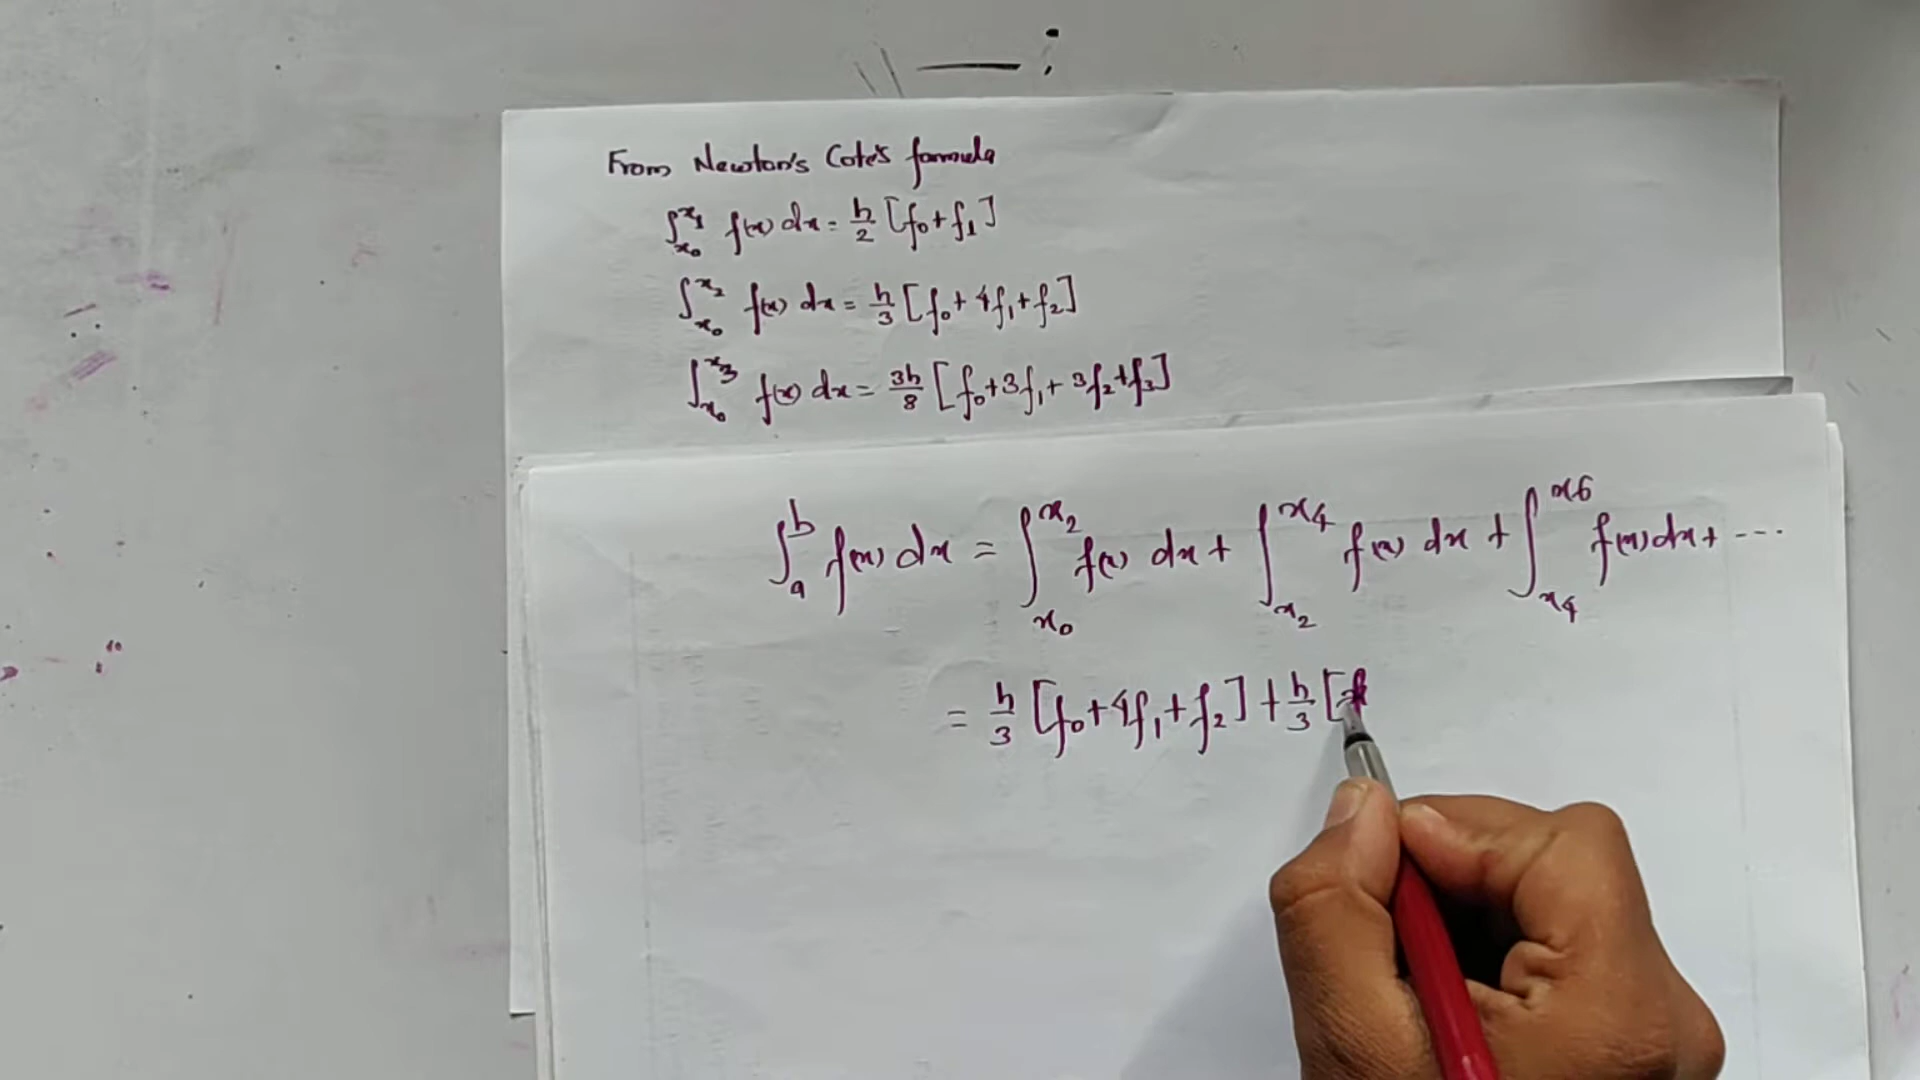 From Newton's Cote's formula
∫_{x₀}^{x₁} f(x) dx = h/2 [f₀ + f₁]
∫_{x₀}^{x₂} f(x) dx = h/3 [f₀ + 4f₁ + f₂]
∫_{x₀}^{x₃} f(x) dx = 3h/8 [f₀ + 3f₁ + 3f₂ + f₃]
∫_a^b f(x) dx = ∫_{x₀}^{x₂} f(x) dx + ∫_{x₂}^{x₄} f(x) dx + ∫_{x₄}^{x₆} f(x) dx + ---
= h/3 [f₀ + 4f₁ + f₂] + h/3 [